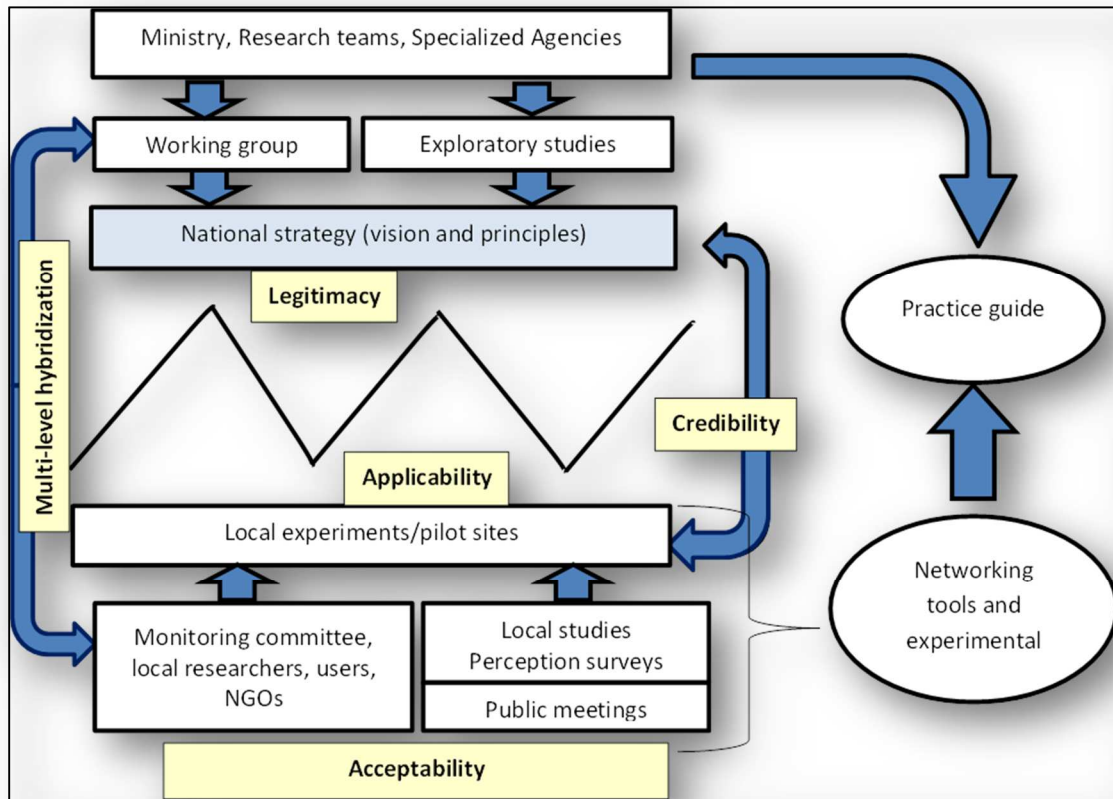 Ministry, Research teams, Specialized Agencies
Working group
Exploratory studies
National strategy (vision and principles)
Legitimacy
Multi-level hybridization
Practice guide
Credibility
Applicability
Local experiments/pilot sites
Monitoring committee,
local researchers, users,
NGOs
Local studies
Perception surveys
Public meetings
Networking
tools and
experimental
Acceptability